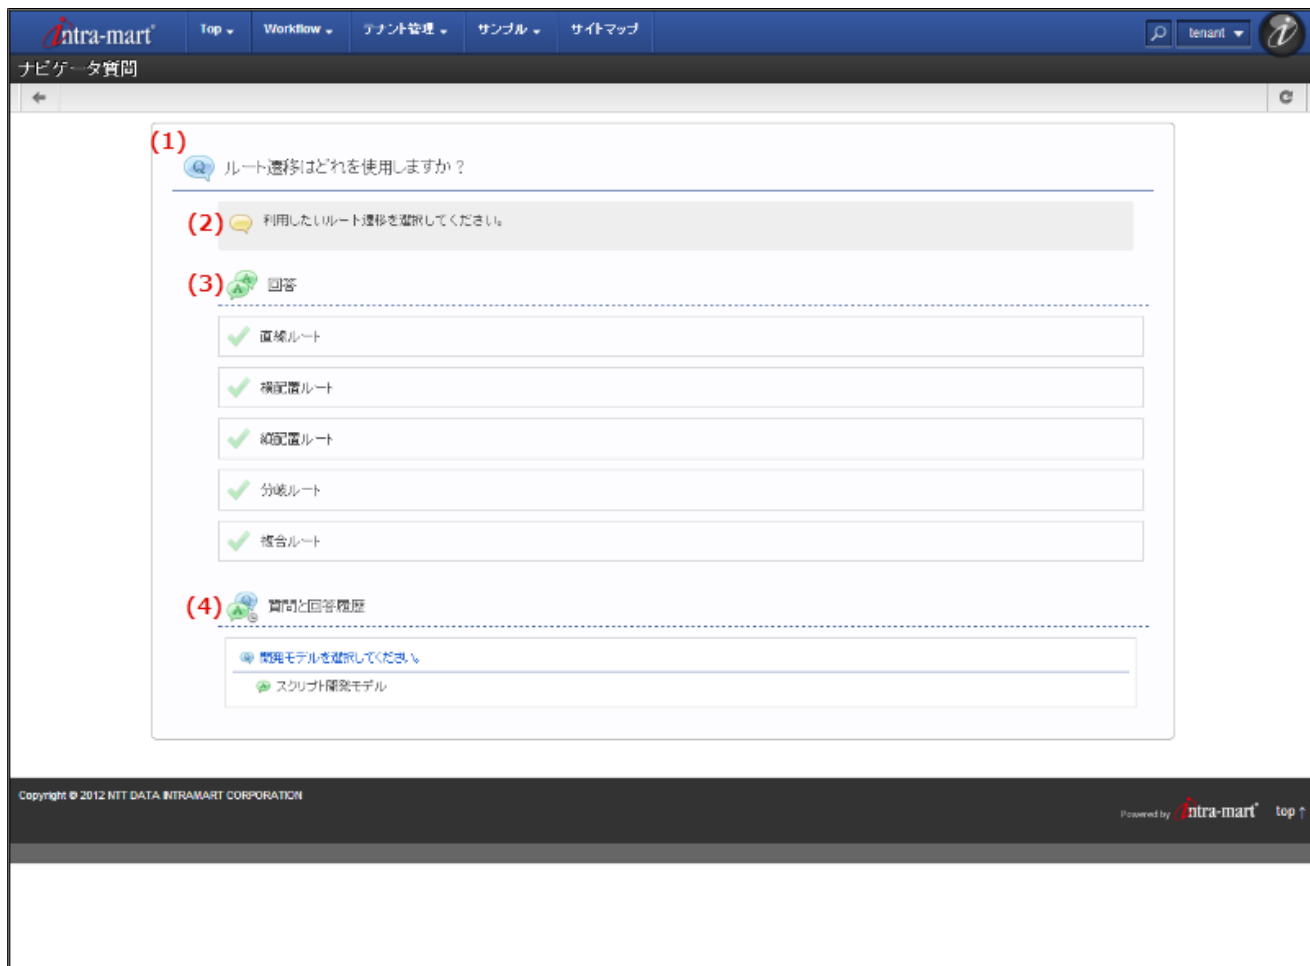 intra-mart Top Workflow テナント管理 サンプル サイトマップ tenant
ナビゲータ質問
(1)
ルート遷移はどれを使用しますか？
(2) 利用したいルート遷移を選択してください。
(3) 回答
直線ルート
横配置ルート
縦配置ルート
分岐ルート
複合ルート
(4) 質問と回答履歴
開発モデルを選択してください。
スクリプト開発モデル
Copyright © 2012 NTT DATA INTRAMART CORPORATION
Powered by intra-mart top ↑